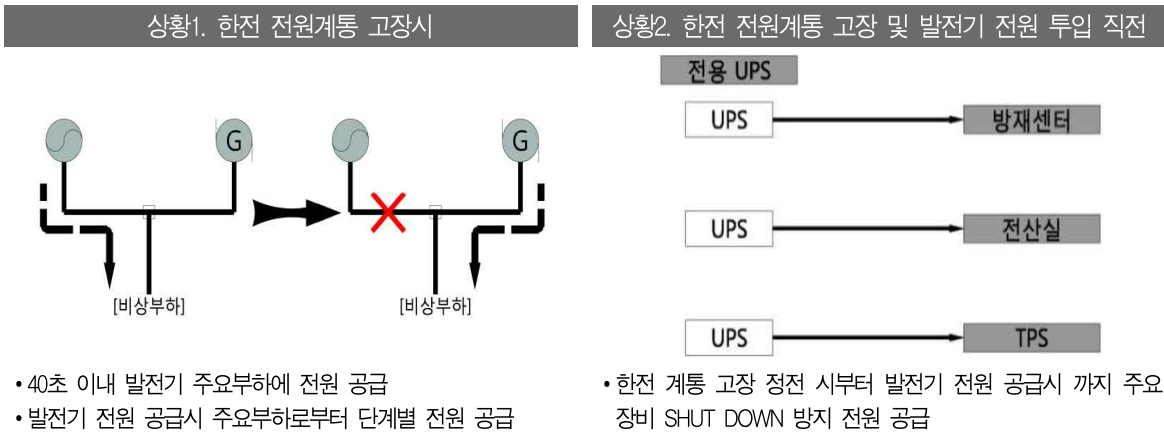 상황1. 한전 전원계통 고장시
G
G
[비상부하]
[비상부하]
• 40초 이내 발전기 주요부하에 전원 공급
• 발전기 전원 공급시 주요부하로부터 단계별 전원 공급
상황2. 한전 전원계통 고장 및 발전기 전원 투입 직전
전용 UPS
UPS
방재센터
UPS
전산실
UPS
TPS
• 한전 계통 고장 정전 시부터 발전기 전원 공급시 까지 주요
장비 SHUT DOWN 방지 전원 공급